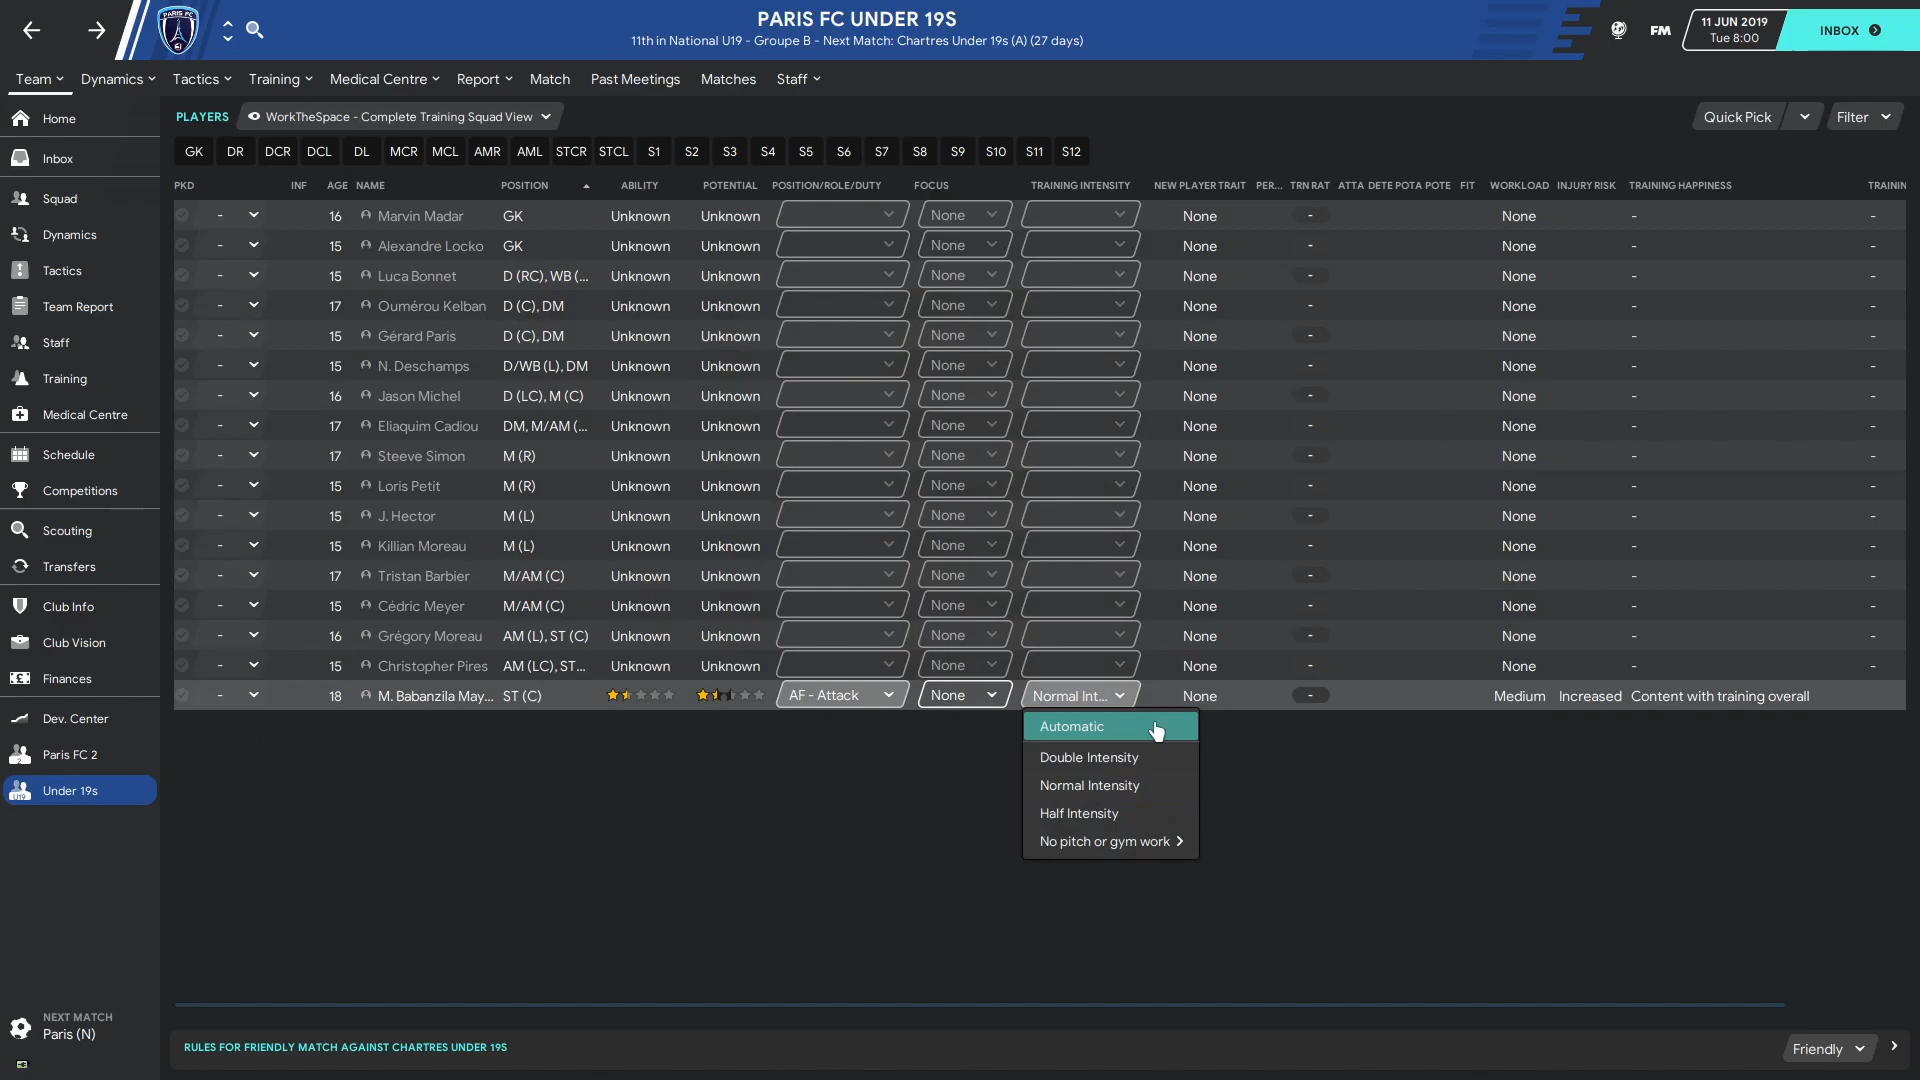 PARIS FC UNDER 19S
11th in National U19 - Groupe B - Next Match: Chartres Under 19s (A) (27 days)
FM
11 JUN 2019
Tue 8:00
INBOX
Team
Dynamics
Tactics
Training
Medical Centre
Report
Match
Past Meetings
Matches
Staff
Home
Inbox
Squad
Dynamics
Tactics
Team Report
Staff
Training
Medical Centre
Schedule
Competitions
Scouting
Transfers
Club Info
Club Vision
Finances
Dev. Center
Paris FC 2
Under 19s
NEXT MATCH
Paris (N)
PLAYERS
WorkTheSpace - Complete Training Squad View
Quick Pick
Filter
GK DR DCR DCL DL MCR MCL AMR AML STCR STCL S1 S2 S3 S4 S5 S6 S7 S8 S9 S10 S11 S12
PKD INF AGE NAME POSITION ABILITY POTENTIAL POSITION/ROLE/DUTY FOCUS TRAINING INTENSITY NEW PLAYER TRAIT PER... TRN RAT ATTA DETE POTA POTE FIT WORKLOAD INJURY RISK TRAINING HAPPINESS TRAININ
- 16 Marvin Madar GK Unknown Unknown None None - None - -
- 15 Alexandre Locko GK Unknown Unknown None None - None - -
- 15 Luca Bonnet D (RC), WB (... Unknown Unknown None None - None - -
- 17 Oumérou Kelban D (C), DM Unknown Unknown None None - None - -
- 15 Gérard Paris D (C), DM Unknown Unknown None None - None - -
- 15 N. Deschamps D/WB (L), DM Unknown Unknown None None - None - -
- 16 Jason Michel D (LC), M (C) Unknown Unknown None None - None - -
- 17 Eliaquim Cadiou DM, M/AM (... Unknown Unknown None None - None - -
- 17 Steeve Simon M (R) Unknown Unknown None None - None - -
- 15 Loris Petit M (R) Unknown Unknown None None - None - -
- 15 J. Hector M (L) Unknown Unknown None None - None - -
- 15 Killian Moreau M (L) Unknown Unknown None None - None - -
- 17 Tristan Barbier M/AM (C) Unknown Unknown None None - None - -
- 15 Cédric Meyer M/AM (C) Unknown Unknown None None - None - -
- 16 Grégory Moreau AM (L), ST (C) Unknown Unknown None None - None - -
- 15 Christopher Pires AM (LC), ST... Unknown Unknown None None - None - -
- 18 M. Babanzila May... ST (C) AF - Attack None Normal Int... None - Medium Increased Content with training overall
Automatic
Double Intensity
Normal Intensity
Half Intensity
No pitch or gym work
RULES FOR FRIENDLY MATCH AGAINST CHARTRES UNDER 19S
Friendly